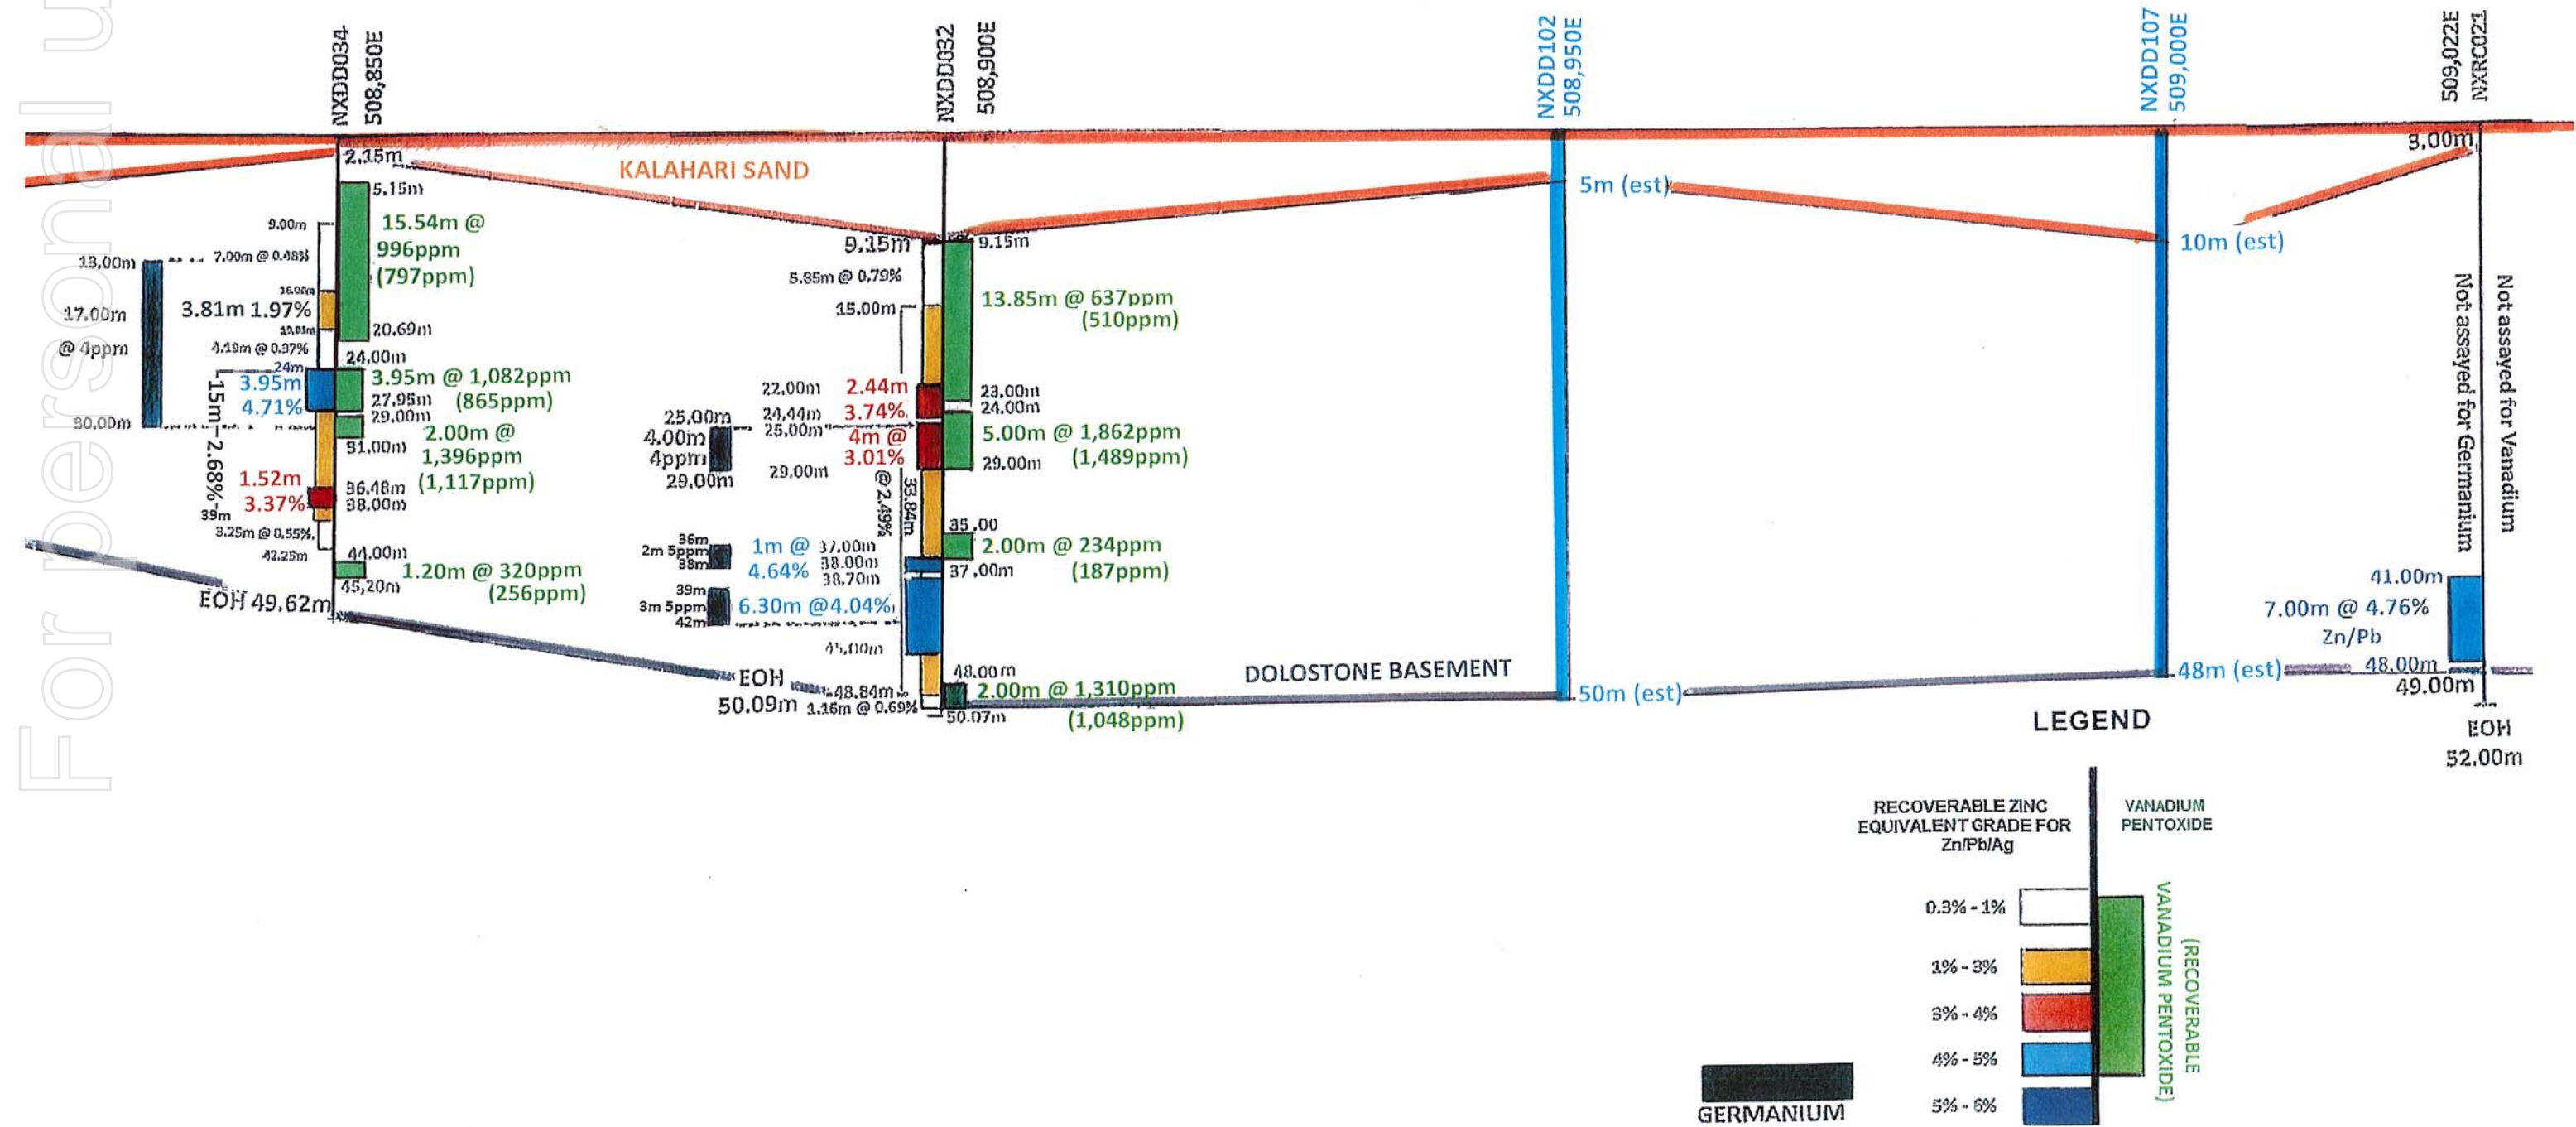 For personal u
NXDD034
508,850E
NXDD032
508,900E
NXDD102
508,950E
NXDD107
509,000E
509,022E
NXRC021
KALAHARI SAND
2.15m
5.15m
15.54m @
996ppm
(797ppm)
9.00m
7.00m @ 0.48%
13.00m
17.00m
@ 4ppm
30.00m
3.81m 1.97%
20.69m
4.19m @ 0.37%
24.00m
24m
3.95m
4.71%
3.95m @ 1,082ppm
27.95m
(865ppm)
29.00m
31.00m
2.00m @
1,396ppm
(1,117ppm)
15m–2.68%
1.52m
3.37%
36.48m
38.00m
39m
3.25m @ 0.55%
42.25m
44.00m
1.20m @ 320ppm
(256ppm)
45,20m
EOH 49.62m
9.15m
9.15m
5.85m @ 0.79%
15.00m
13.85m @ 637ppm
(510ppm)
22.00m
2.44m
24,44m
3.74%
23.00m
24.00m
25,00m
25,00m
4.00m
4ppm
29,00m
4m @
3.01%
29,00m
5.00m @ 1,862ppm
29.00m
(1,489ppm)
33.84m
@ 2.49%
35.00
2.00m @ 234ppm
(187ppm)
37,00m
36m
2m 5ppm
38m
1m @
4.64%
37.00m
38.00m
38,70m
39m
3m 5ppm
42m
6.30m @4.04%
45,00m
48.00m
2.00m @ 1,310ppm
(1,048ppm)
EOH
50.09m
48.84m
1.16m @ 0.69%
50.07m
DOLOSTONE BASEMENT
5m (est)
50m (est)
10m (est)
48m (est)
3.00m
Not assayed for Germanium
Not assayed for Vanadium
41.00m
7.00m @ 4.76%
Zn/Pb
48.00m
49.00m
EOH
52.00m
LEGEND
RECOVERABLE ZINC
EQUIVALENT GRADE FOR
Zn/Pb/Ag
VANADIUM
PENTOXIDE
0.3% - 1%
1% - 3%
3% - 4%
4% - 5%
5% - 6%
(RECOVERABLE
VANADIUM PENTOXIDE)
GERMANIUM